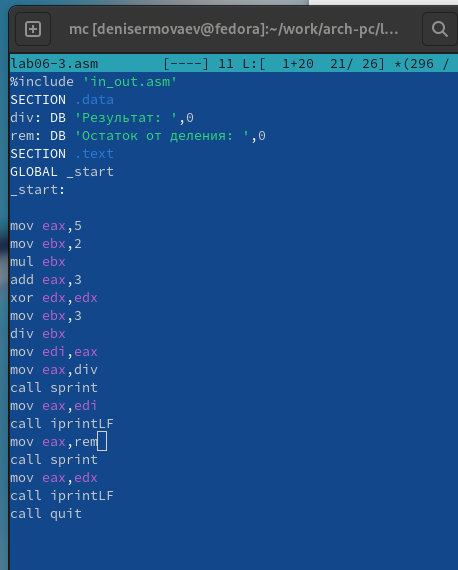 mc [denisermovaev@fedora]:~/work/arch-pc/l...
lab06-3.asm [----] 11 L:[ 1+20 21/ 26] *(296 /
%include 'in_out.asm'
SECTION .data
div: DB 'Результат: ',0
rem: DB 'Остаток от деления: ',0
SECTION .text
GLOBAL _start
_start:
mov eax,5
mov ebx,2
mul ebx
add eax,3
xor edx,edx
mov ebx,3
div ebx
mov edi,eax
mov eax,div
call sprint
mov eax,edi
call iprintLF
mov eax,rem
call sprint
mov eax,edx
call iprintLF
call quit